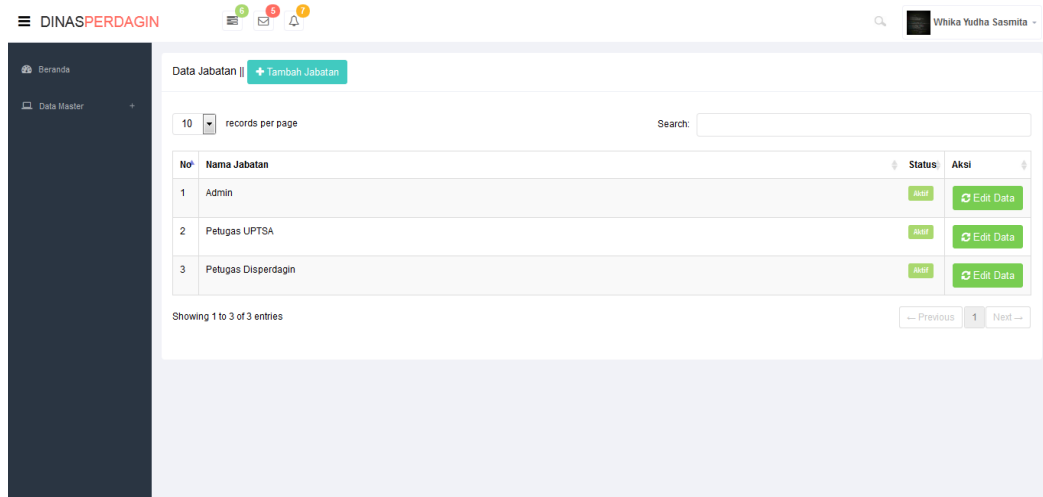 DINASPERDAGIN 6 5 7 Whika Yudha Sasmita
Beranda
Data Master +
Data Jabatan || + Tambah Jabatan
10 records per page Search:
No Nama Jabatan Status Aksi
1 Admin Aktif Edit Data
2 Petugas UPTSA Aktif Edit Data
3 Petugas Disperdagin Aktif Edit Data
Showing 1 to 3 of 3 entries ← Previous 1 Next →